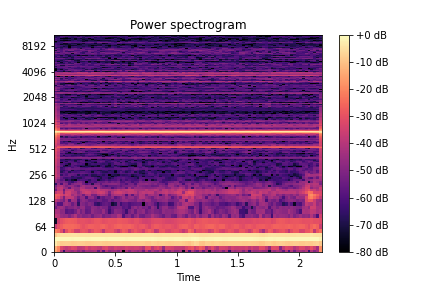 Power spectrogram
Hz
8192
4096
2048
1024
512
256
128
64
0
0
0.5
1
1.5
2
Time
+0 dB
-10 dB
-20 dB
-30 dB
-40 dB
-50 dB
-60 dB
-70 dB
-80 dB